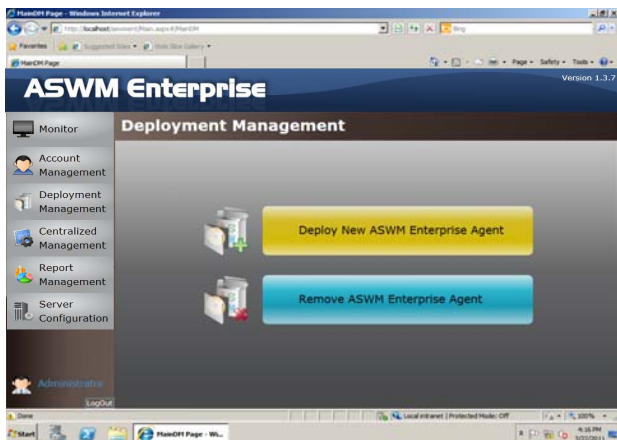 MainDM Page - Windows Internet Explorer
http://localhost
Bing
Favorites Suggested Sites Web Slice Gallery
MainDM Page
Page Safety Tools
ASWM Enterprise
Version 1.3.7
Monitor
Deployment Management
Account
Management
Deployment
Management
Centralized
Management
Report
Management
Server
Configuration
Deploy New ASWM Enterprise Agent
Remove ASWM Enterprise Agent
Administrator
LogOut
Done
Local intranet | Protected Mode: Off
100%
Start
MainDM Page - Wi...
4:16 PM